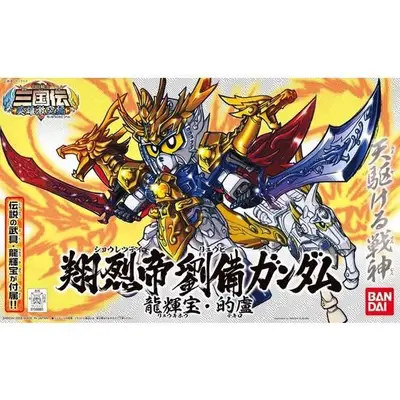 三国伝
天駆ける戦神
伝説の武具・龍輝宝が付属!!
ショウレツテイ リュウビ
翔烈帝劉備ガンダム
龍輝宝・的盧
リュウキホウ テキロ
BAN
DAI